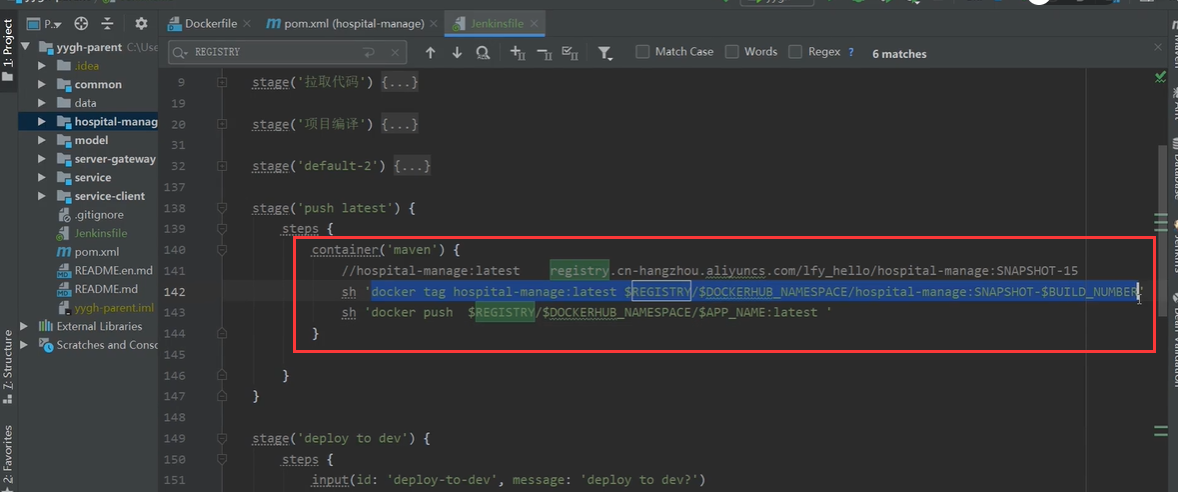 1: Project
7: Structure
2: Favorites
P..
yygh-parent C:\Use
.idea
common
data
hospital-manag
model
server-gateway
service
service-client
.gitignore
Jenkinsfile
pom.xml
README.en.md
README.md
yygh-parent.iml
External Libraries
Scratches and Conso
Dockerfile
pom.xml (hospital-manage)
Jenkinsfile
REGISTRY
Match Case
Words
Regex ?
6 matches
9 stage('拉取代码') {...}
19
20 stage('项目编译') {...}
31
32 stage('default-2') {...}
137
138 stage('push latest') {
139 steps {
140 container('maven') {
141 //hospital-manage:latest registry.cn-hangzhou.aliyuncs.com/lfy_hello/hospital-manage:SNAPSHOT-15
142 sh 'docker tag hospital-manage:latest $REGISTRY/$DOCKERHUB_NAMESPACE/hospital-manage:SNAPSHOT-$BUILD_NUMBER'
143 sh 'docker push $REGISTRY/$DOCKERHUB_NAMESPACE/$APP_NAME:latest '
144 }
145
146 }
147 }
148
149 stage('deploy to dev') {
150 steps {
151 input(id: 'deploy-to-dev', message: 'deploy to dev?')
Database